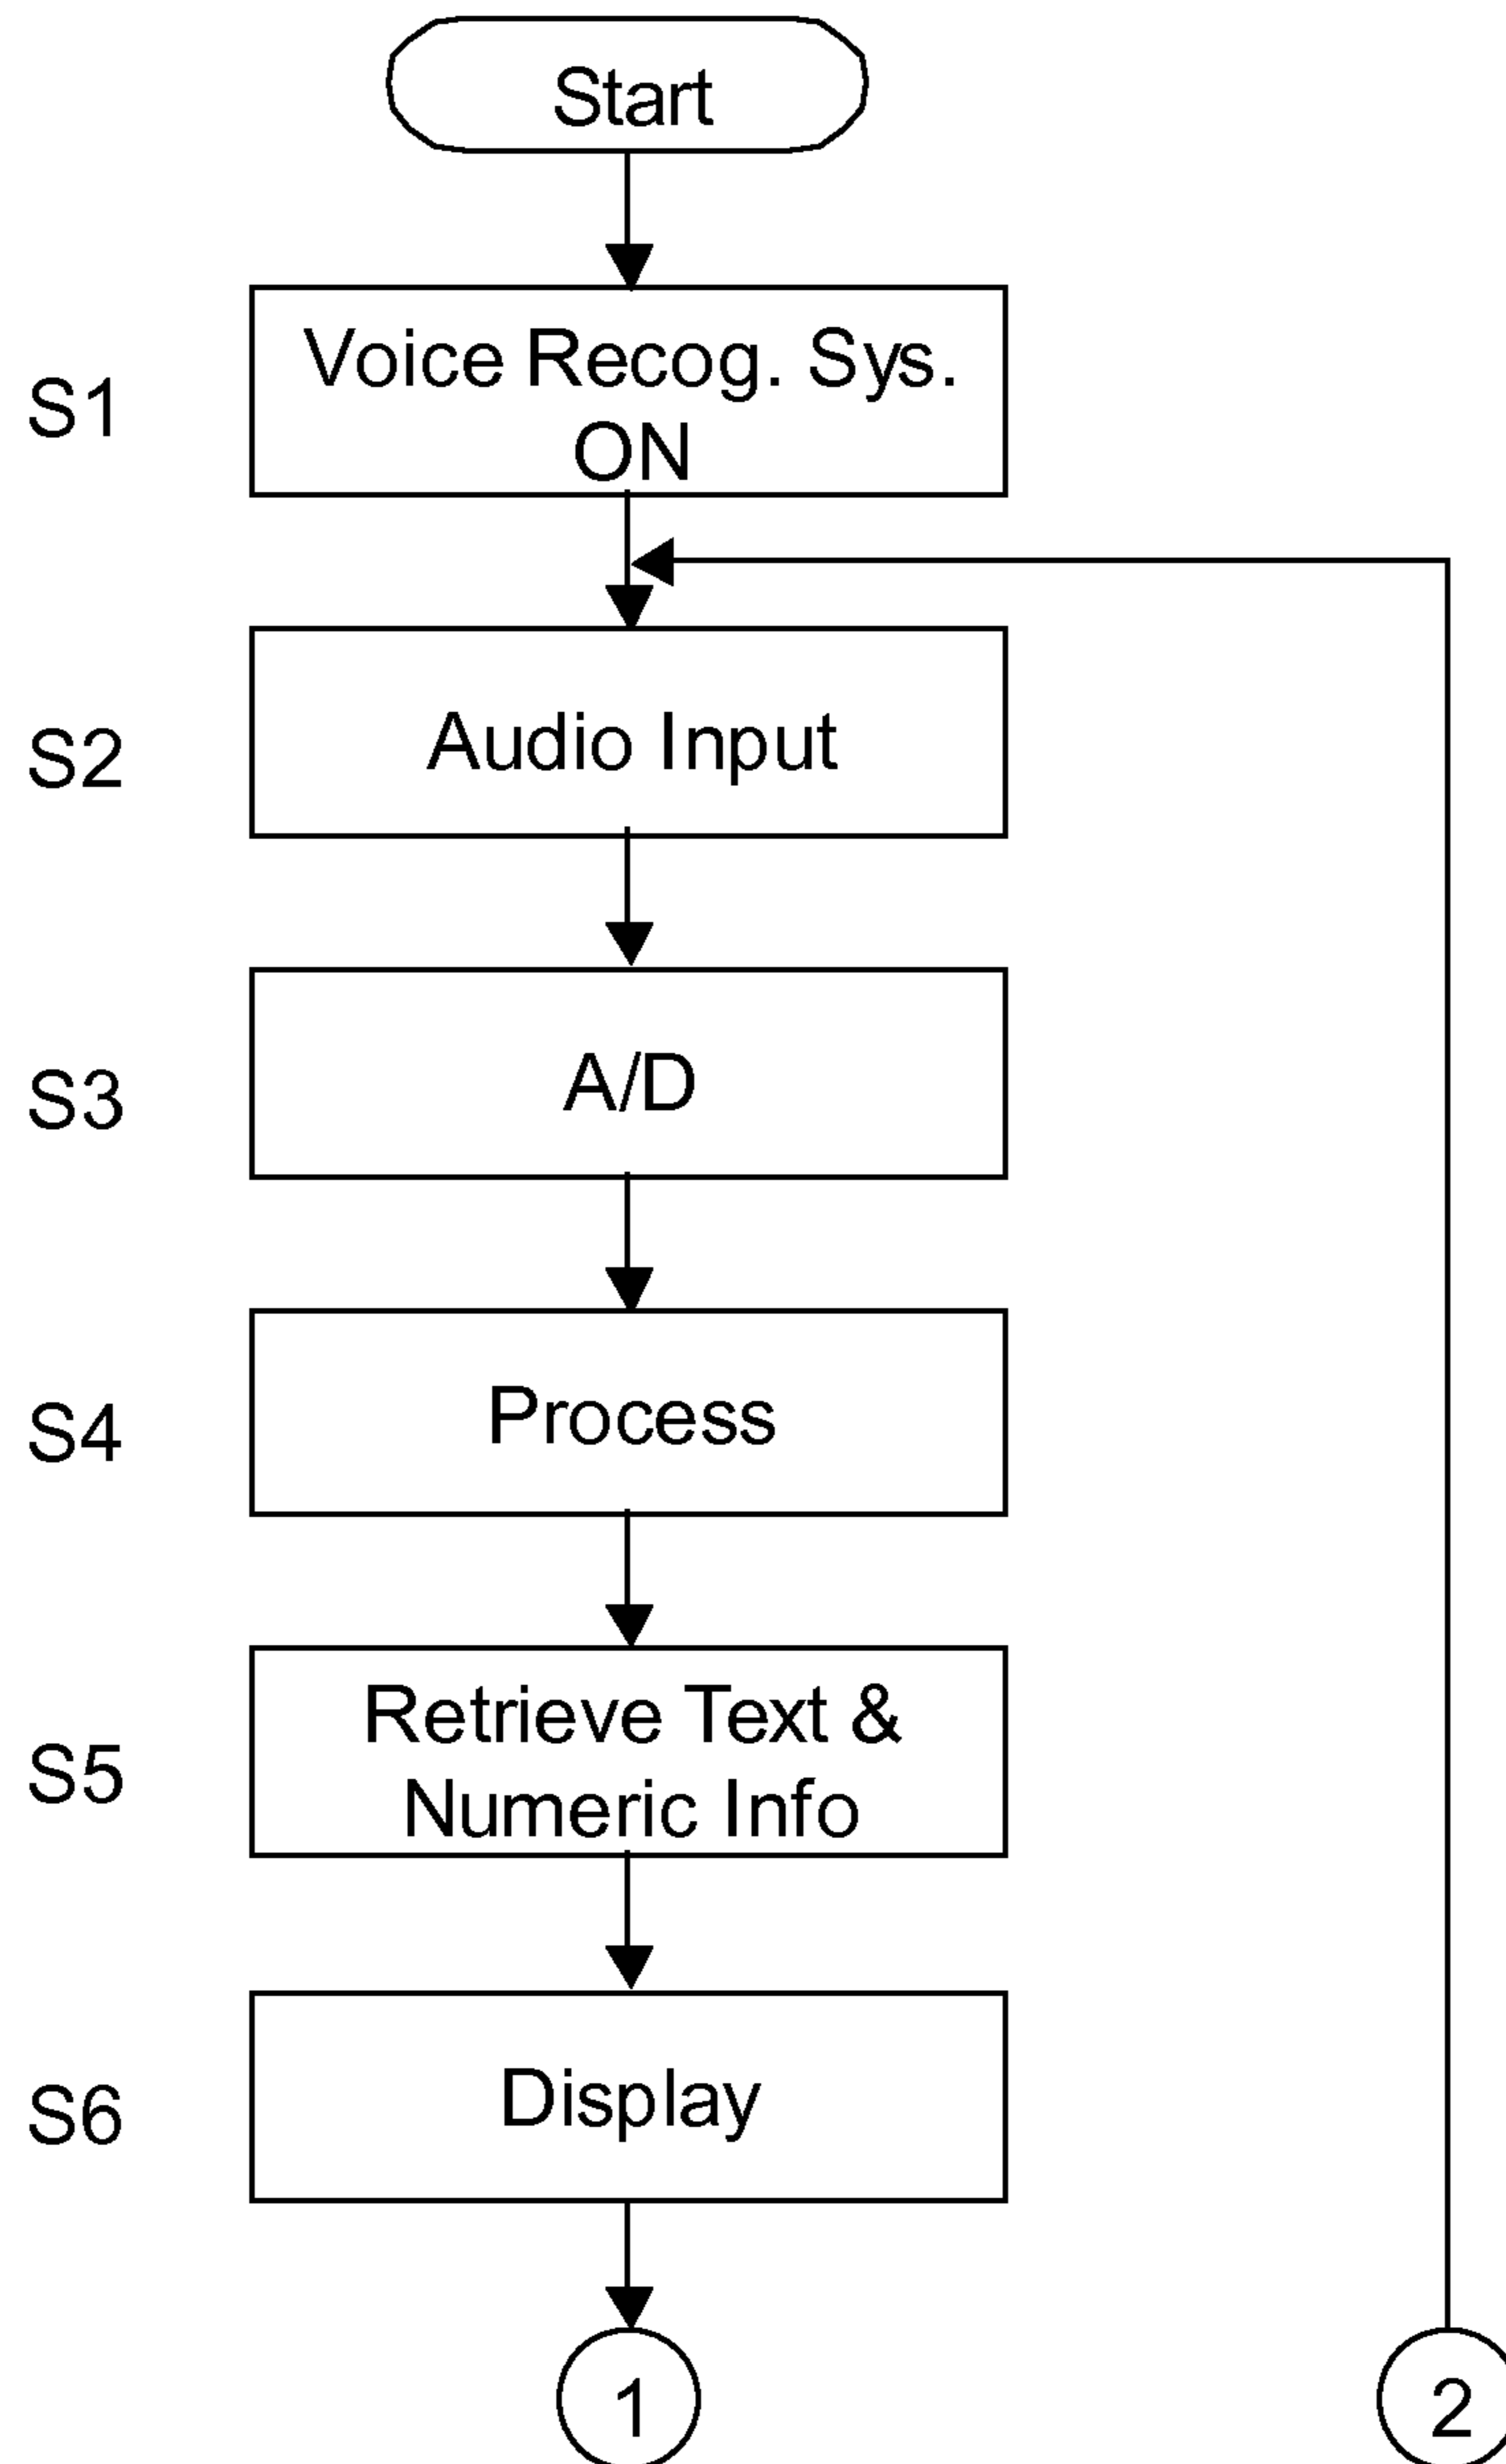 Start
S1
Voice Recog. Sys.
ON
S2
Audio Input
S3
A/D
S4
Process
S5
Retrieve Text &
Numeric Info
S6
Display
1
2